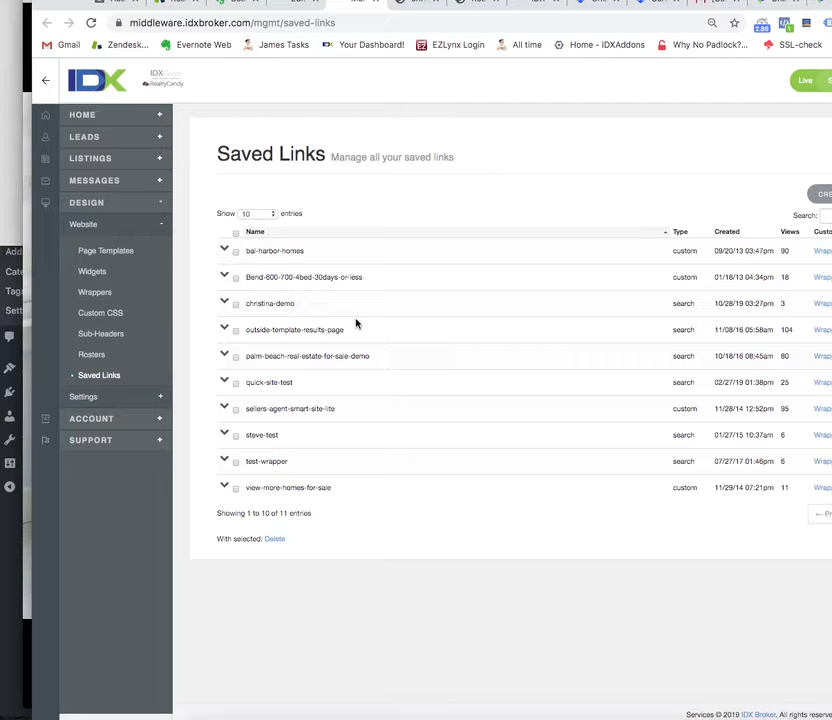 middleware.idxbroker.com/mgmt/saved-links
2.86
Gmail Zendesk... Evernote Web James Tasks Your Dashboard! EZLynx Login All time Home - IDXAddons Why No Padlock?... SSL-check
IDX IDX RealtyCandy Live
HOME +
LEADS +
LISTINGS +
MESSAGES +
DESIGN -
Website -
Page Templates
Widgets
Wrappers
Custom CSS
Sub-Headers
Rosters
Saved Links
Settings +
ACCOUNT +
SUPPORT +
Add
Cate
Tags
Sett
Saved Links Manage all your saved links
CRE
Show 10 entries Search:
Name Type Created Views Custo
bal-harbor-homes custom 09/20/13 03:47pm 90 Wrap
Bend-600-700-4bed-30days-or-less custom 01/18/13 04:34pm 18 Wrap
christina-demo search 10/28/19 03:27pm 3 Wrap
outside-template-results-page search 11/08/16 05:58am 104 Wrap
palm-beach-real-estate-for-sale-demo search 10/18/16 08:45am 80 Wrap
quick-site-test search 02/27/19 01:38pm 25 Wrap
sellers-agent-smart-site-lite custom 11/28/14 12:52pm 95 Wrap
steve-test search 01/27/15 10:37am 6 Wrap
test-wrapper search 07/27/17 01:46pm 6 Wrap
view-more-homes-for-sale custom 11/29/14 07:21pm 11 Wrap
Showing 1 to 10 of 11 entries ← Pr
With selected: Delete
Services © 2019 IDX Broker. All rights reserve